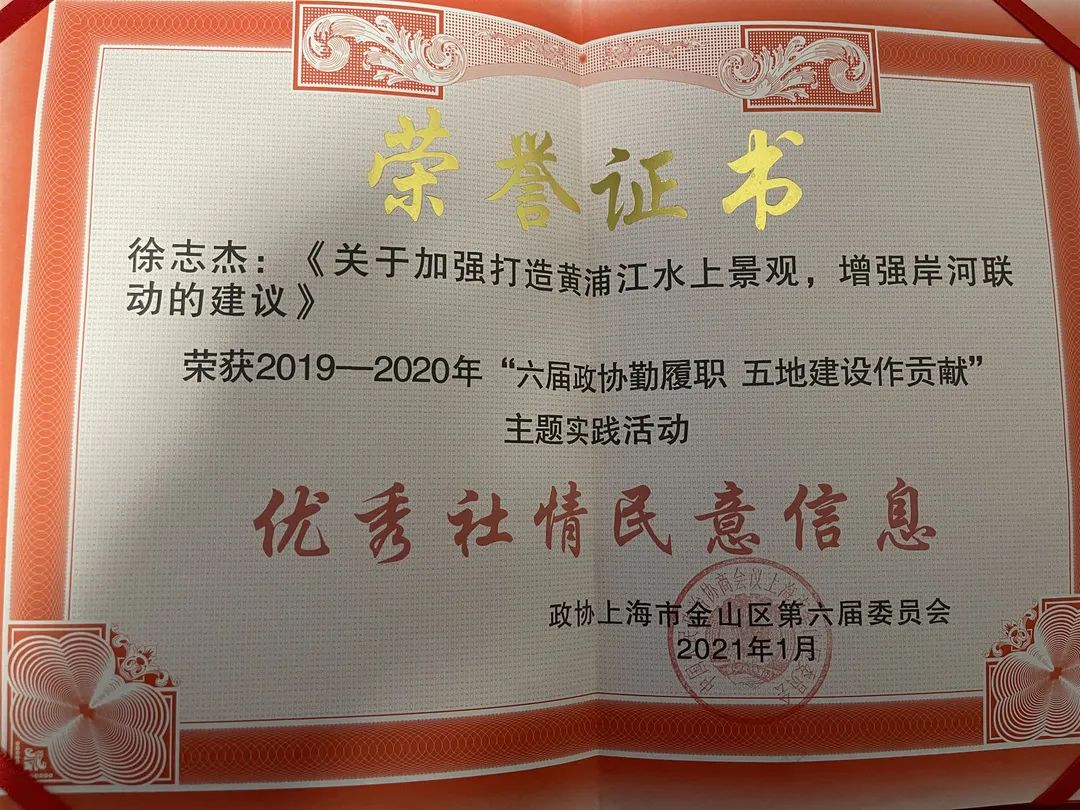 荣誉证书
徐志杰：《关于加强打造黄浦江水上景观，增强岸河联
动的建议》
荣获2019—2020年“六届政协勤履职 五地建设作贡献”
主题实践活动
优秀社情民意信息
政协上海市金山区第六届委员会
2021年1月